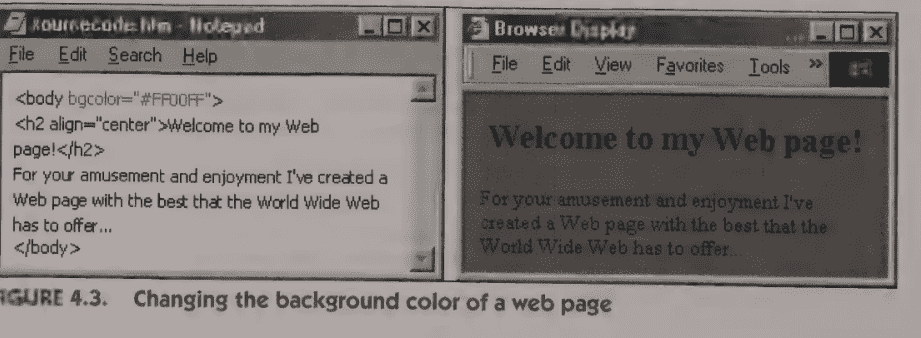 sourcecode.htm - Notepad
File Edit Search Help
<body bgcolor="#FF00FF">
<h2 align="center">Welcome to my Web
page!</h2>
For your amusement and enjoyment I've created a
Web page with the best that the World Wide Web
has to offer...
</body>
Browser Display
File Edit View Favorites Tools »
Welcome to my Web page!
For your amusement and enjoyment I've
created a Web page with the best that the
World Wide Web has to offer...
FIGURE 4.3. Changing the background color of a web page